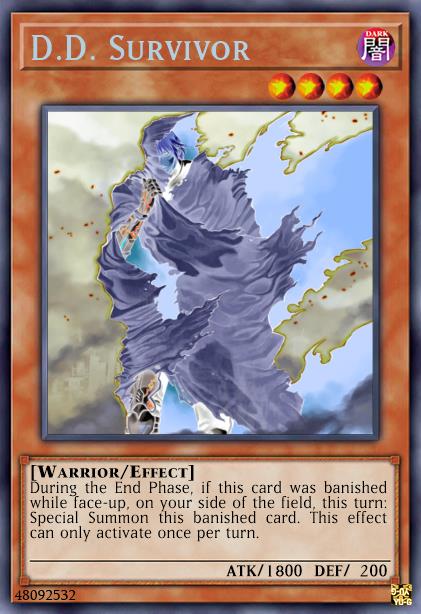 D.D. Survivor
DARK
闇
[Warrior/Effect]
During the End Phase, if this card was banished
while face-up, on your side of the field, this turn:
Special Summon this banished card. This effect
can only activate once per turn.
ATK/1800 DEF/ 200
48092532